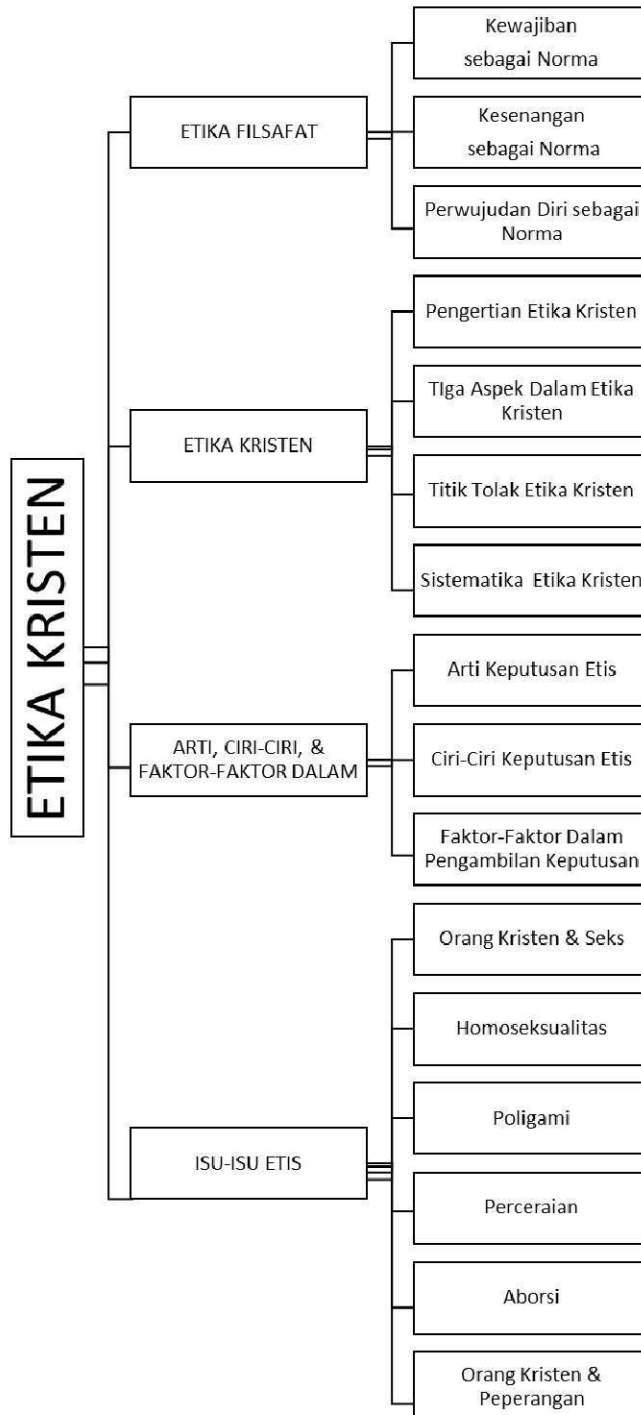 ETIKA KRISTEN
ETIKA FILSAFAT
Kewajiban
sebagai Norma
Kesenangan
sebagai Norma
Perwujudan Diri sebagai
Norma
ETIKA KRISTEN
Pengertian Etika Kristen
TIga Aspek Dalam Etika
Kristen
Titik Tolak Etika Kristen
Sistematika Etika Kristen
ARTI, CIRI-CIRI, &
FAKTOR-FAKTOR DALAM
Arti Keputusan Etis
Ciri-Ciri Keputusan Etis
Faktor-Faktor Dalam
Pengambilan Keputusan
ISU-ISU ETIS
Orang Kristen & Seks
Homoseksualitas
Poligami
Perceraian
Aborsi
Orang Kristen &
Peperangan